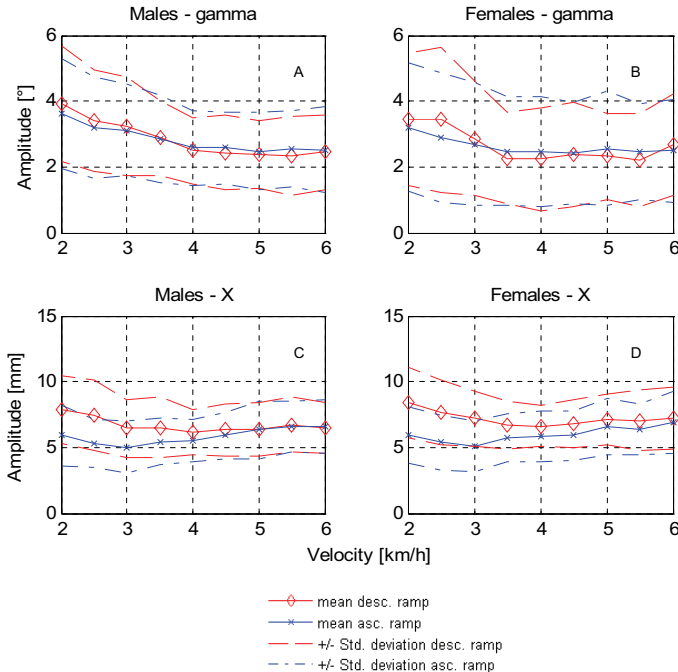 Males - gamma
Females - gamma
6
4
2
0
Amplitude [°]
A
2 3 4 5 6
6
4
2
0
B
2 3 4 5 6
Males - X
Females - X
15
10
5
0
Amplitude [mm]
C
2 3 4 5 6
15
10
5
0
D
2 3 4 5 6
Velocity [km/h]
mean desc. ramp
mean asc. ramp
+/- Std. deviation desc. ramp
+/- Std. deviation asc. ramp